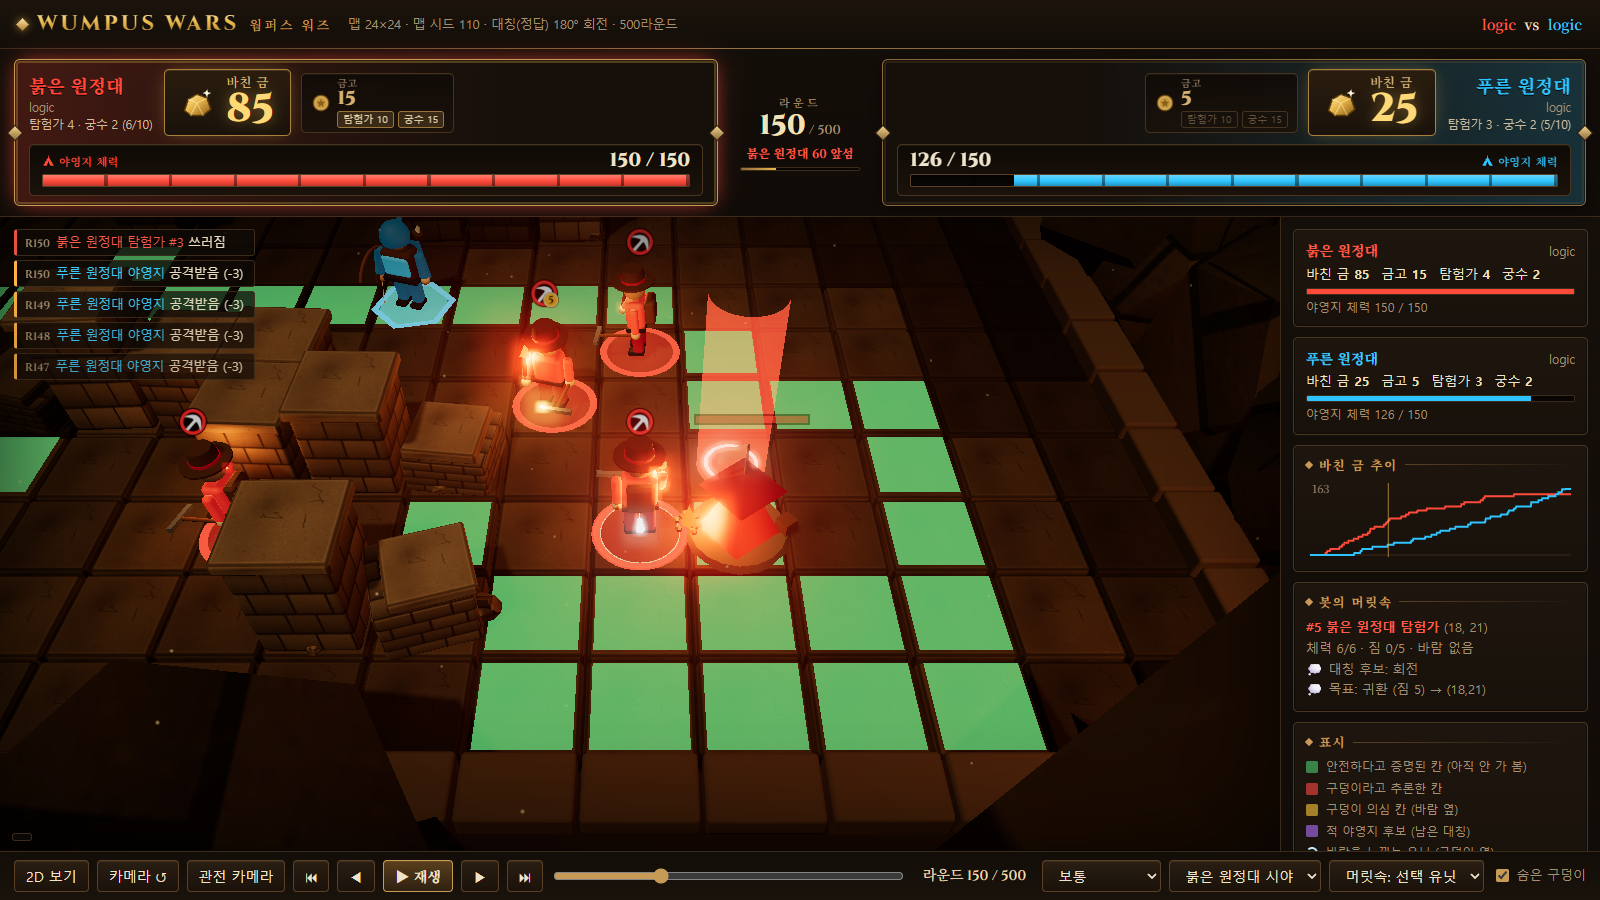 WUMPUS WARS 웜퍼스 워즈 맵 24×24 · 맵 시드 110 · 대칭(정답) 180° 회전 · 500라운드
logic vs logic
붉은 원정대
logic
탐험가 4 · 궁수 2 (6/10)
바친 금
85
금고
15
탐험가 10 궁수 15
야영지 체력 150 / 150
라운드
150 / 500
붉은 원정대 60 앞섬
금고
5
탐험가 10 궁수 15
바친 금
25
푸른 원정대
logic
탐험가 3 · 궁수 2 (5/10)
126 / 150 야영지 체력
R150 붉은 원정대 탐험가 #3 쓰러짐
R150 푸른 원정대 야영지 공격받음 (-3)
R149 푸른 원정대 야영지 공격받음 (-3)
R148 푸른 원정대 야영지 공격받음 (-3)
R147 푸른 원정대 야영지 공격받음 (-3)
5
붉은 원정대 logic
바친 금 85 금고 15 탐험가 4 궁수 2
야영지 체력 150 / 150
푸른 원정대 logic
바친 금 25 금고 5 탐험가 3 궁수 2
야영지 체력 126 / 150
바친 금 추이
163
봇의 머릿속
#5 붉은 원정대 탐험가 (18, 21)
체력 6/6 · 짐 0/5 · 바람 없음
대칭 후보: 회전
목표: 귀환 (짐 5) → (18,21)
표시
안전하다고 증명된 칸 (아직 안 가 봄)
구덩이라고 추론한 칸
구덩이 의심 칸 (바람 옆)
적 야영지 후보 (남은 대칭)
2D 보기 카메라 ↺ 관전 카메라 ⏮ ◀ ▶ 재생 ▶ ⏭ 라운드 150 / 500 보통 붉은 원정대 시야 머릿속: 선택 유닛 숨은 구덩이